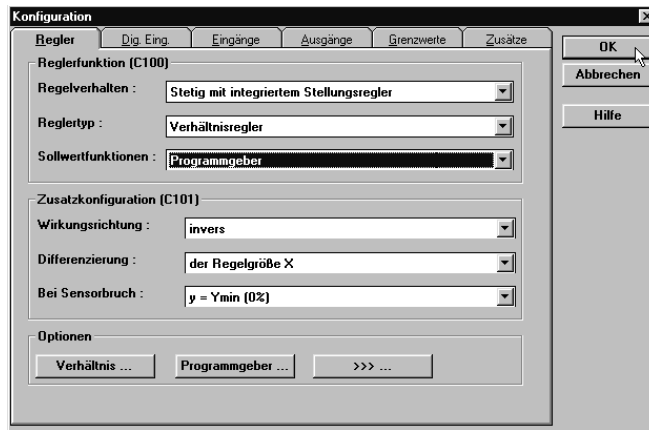 Konfiguration
Regler Dig. Eing. Eingänge Ausgänge Grenzwerte Zusätze
OK
Abbrechen
Hilfe
Reglerfunktion (C100)
Regelverhalten : Stetig mit integriertem Stellungsregler
Reglertyp : Verhältnisregler
Sollwertfunktionen : Programmgeber
Zusatzkonfiguration (C101)
Wirkungsrichtung : invers
Differenzierung : der Regelgröße X
Bei Sensorbruch : y = Ymin (0%)
Optionen
Verhältnis ... Programmgeber ... >>> ...